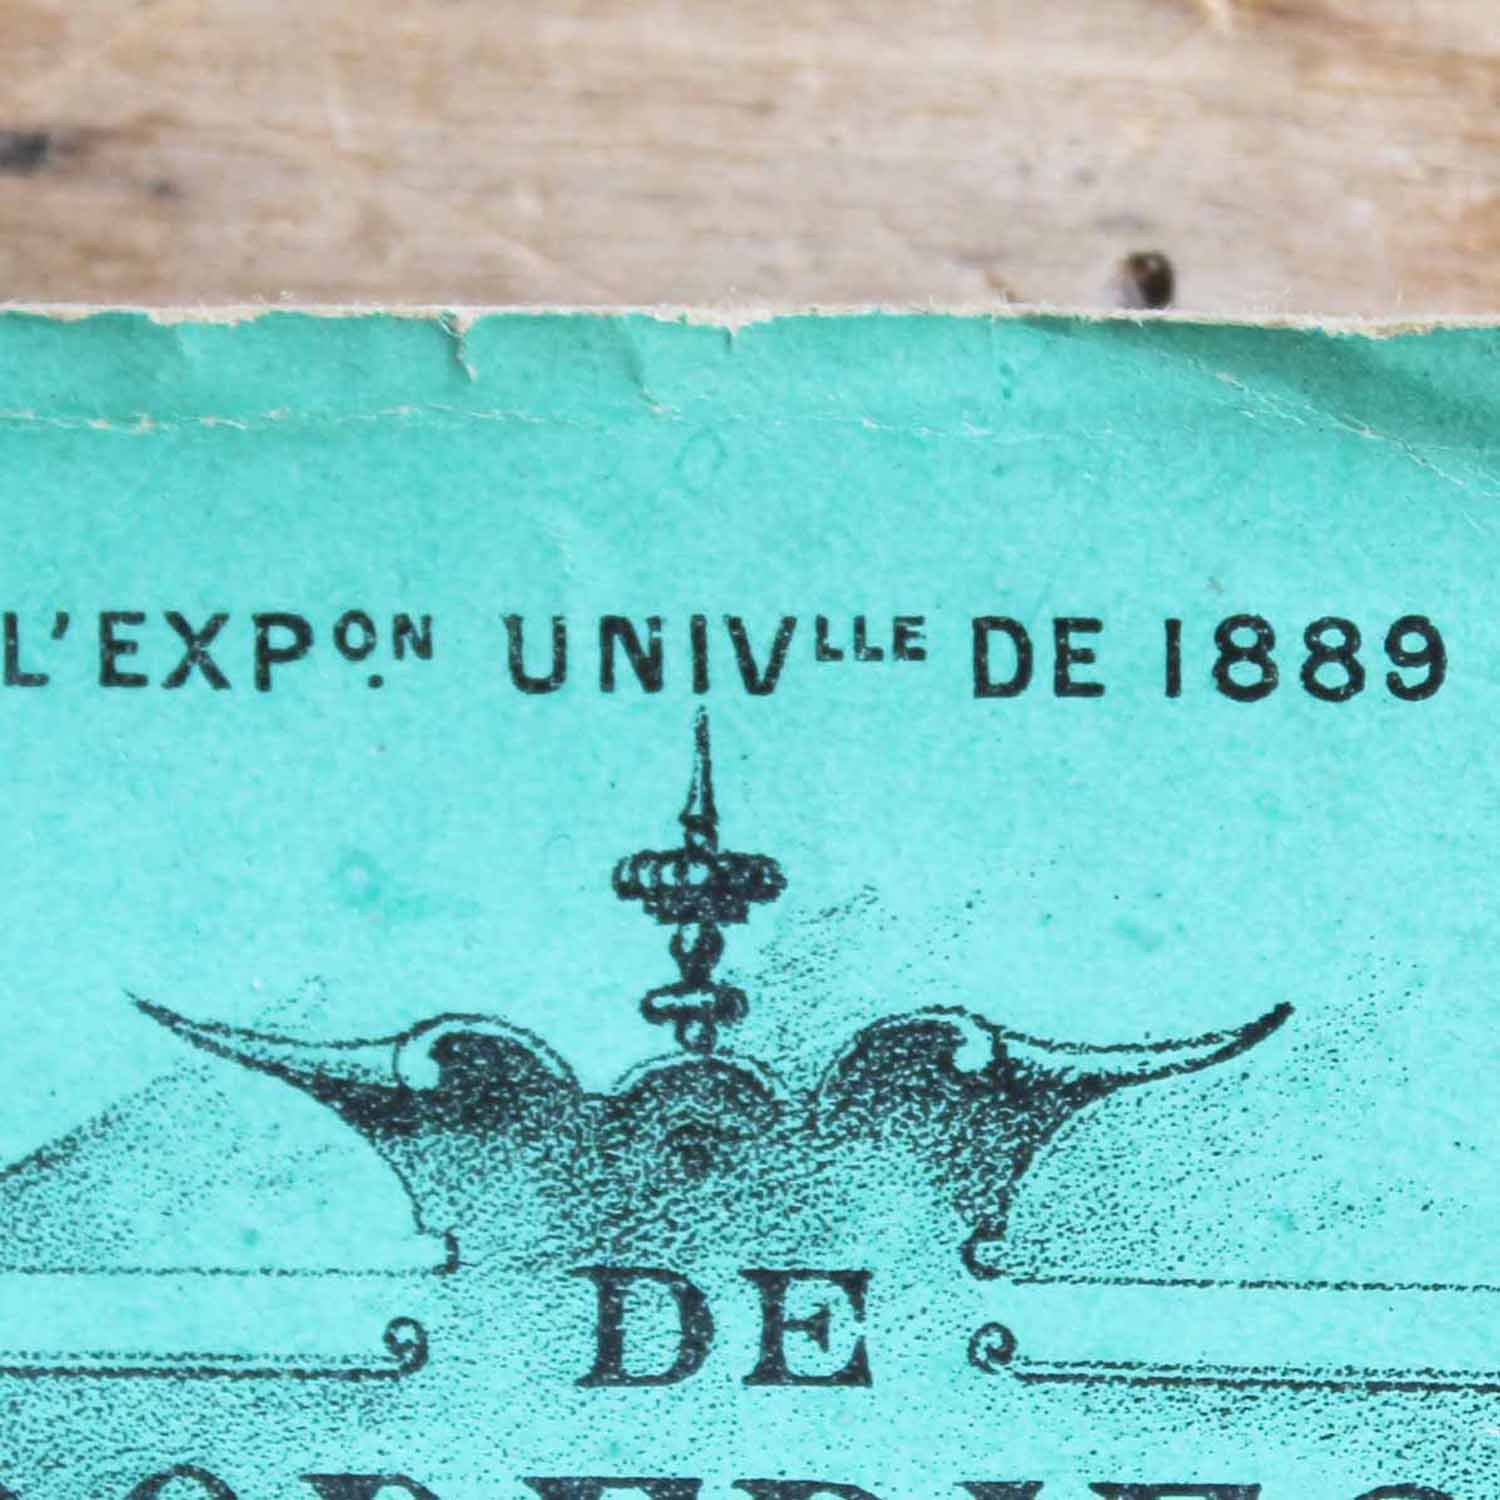 L'EXPON UNIVLLE DE 1889
DE